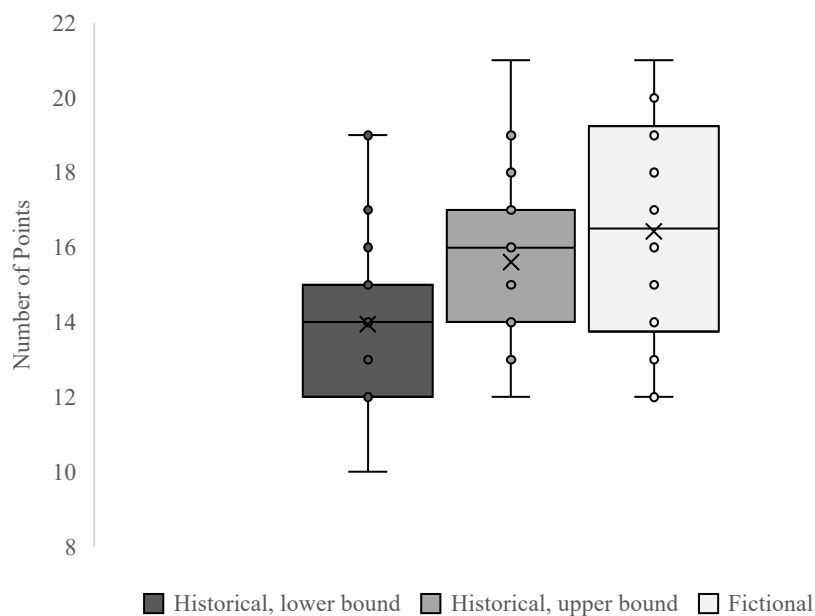 22
20
18
16
14
12
10
8
Number of Points
Historical, lower bound
Historical, upper bound
Fictional